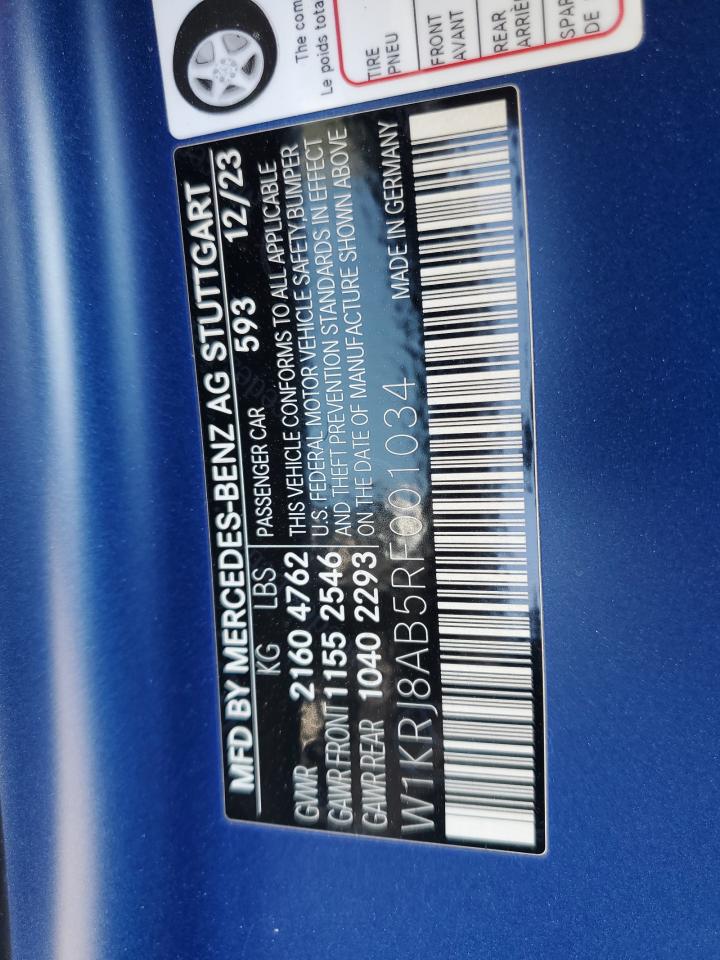 The com
Le poids tota
TIRE
PNEU
FRONT
AVANT
REAR
ARRIÈ
SPAR
DE
MFD BY MERCEDES-BENZ AG STUTTGART
KG LBS PASSENGER CAR 593 12/23
GVWR 2160 4762
GAWR FRONT 1155 2546
GAWR REAR 1040 2293
THIS VEHICLE CONFORMS TO ALL APPLICABLE
U.S. FEDERAL MOTOR VEHICLE SAFETY,BUMPER
AND THEFT PREVENTION STANDARDS IN EFFECT
ON THE DATE OF MANUFACTURE SHOWN ABOVE
W1KRJ8AB5RF001034 MADE IN GERMANY